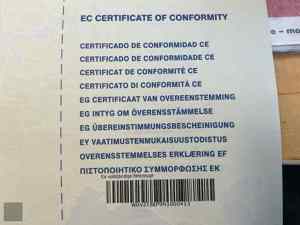 EC CERTIFICATE OF CONFORMITY
CERTIFICADO DE CONFORMIDAD CE
CERTIFICADO DE CONFORMIDADE CE
CERTIFICAT DE CONFORMITÉ CE
CERTIFICATO DI CONFORMITÀ CE
EG CERTIFICAAT VAN OVEREENSTEMMING
EG INTYG OM ÖVERENSSTÄMMELSE
EG ÜBEREINSTIMMUNGSBESCHEINIGUNG
EY VAATIMUSTENMUKAISUUSTODISTUS
OVERENSSTEMMELSES ERKLÆRING EF
ΠΙΣΤΟΠΟΙΗΤΙΚΟ ΣΥΜΜΟΡΦΩΣΗΣ ΕΚ